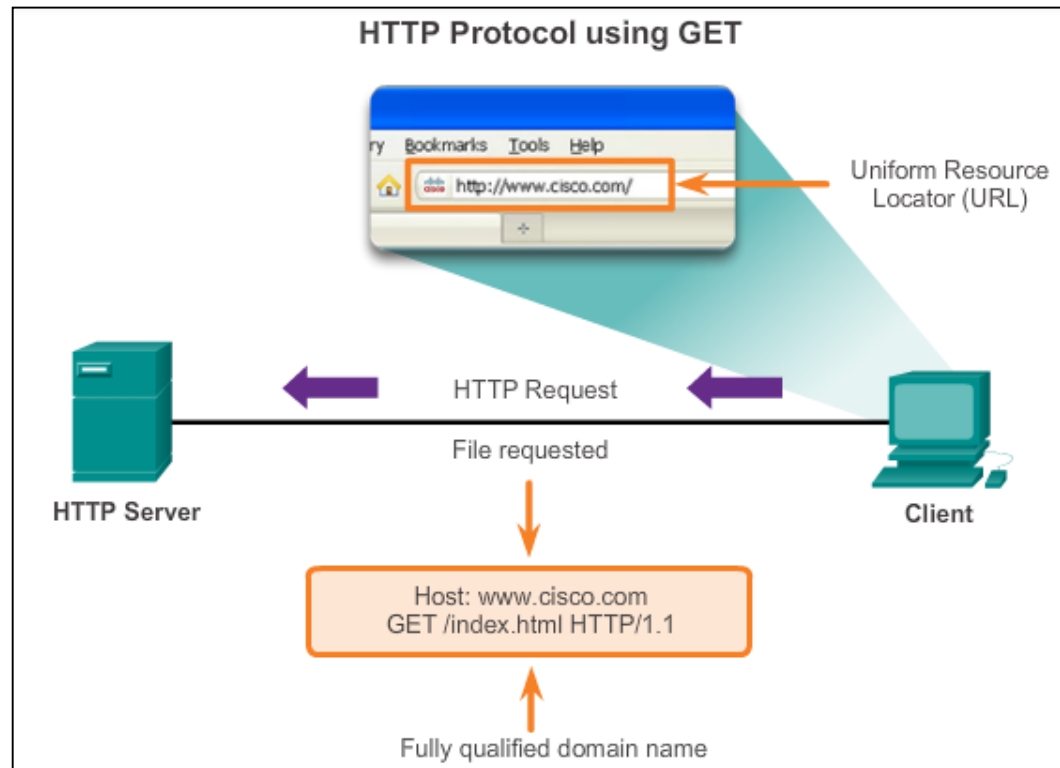 HTTP Protocol using GET
ry Bookmarks Tools Help
cisco http://www.cisco.com/
Uniform Resource
Locator (URL)
HTTP Request
File requested
HTTP Server
Client
Host: www.cisco.com
GET /index.html HTTP/1.1
Fully qualified domain name